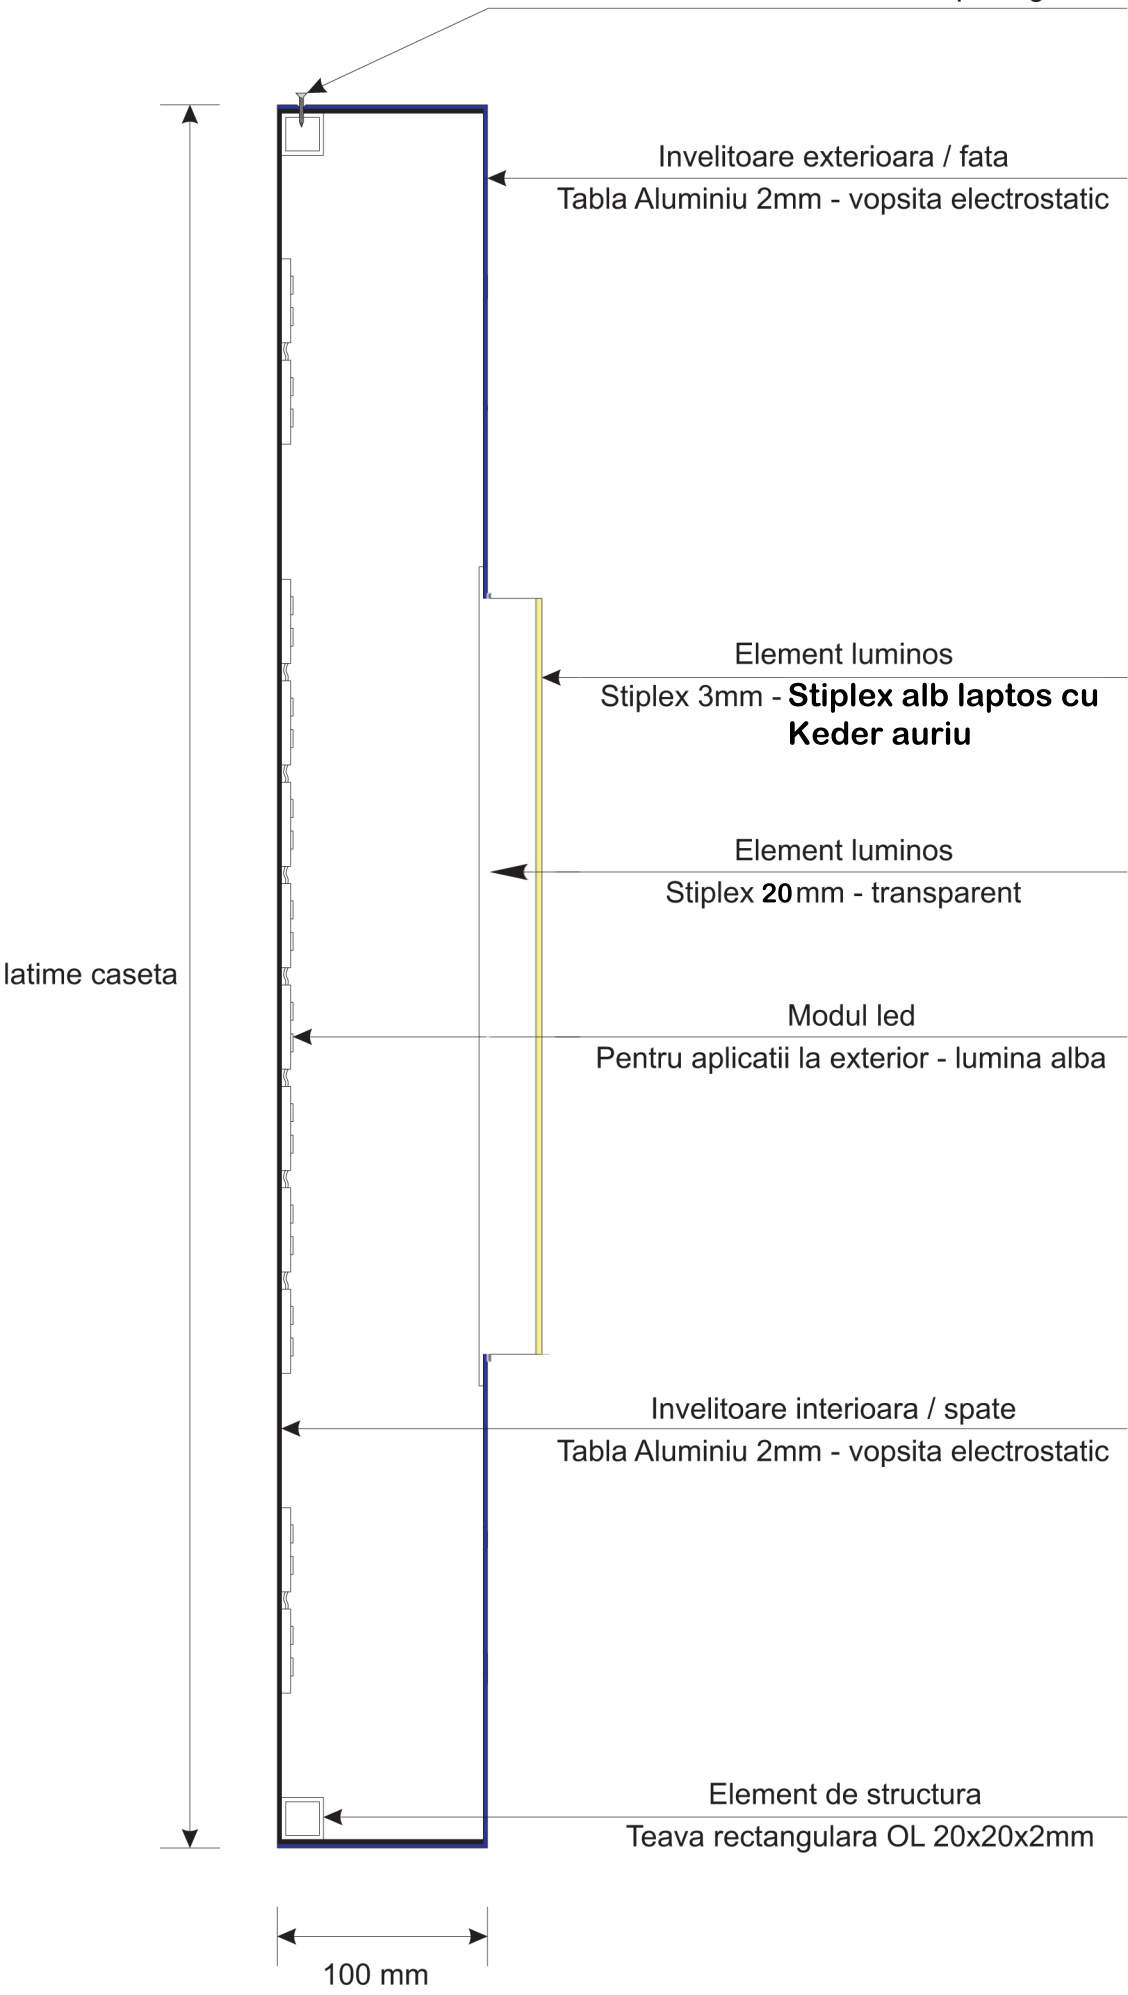 Invelitoare exterioara / fata
Tabla Aluminiu 2mm - vopsita electrostatic
Element luminos
Stiplex 3mm - Stiplex alb laptos cu
Keder auriu
Element luminos
Stiplex 20mm - transparent
latime caseta
Modul led
Pentru aplicatii la exterior - lumina alba
Invelitoare interioara / spate
Tabla Aluminiu 2mm - vopsita electrostatic
Element de structura
Teava rectangulara OL 20x20x2mm
100 mm